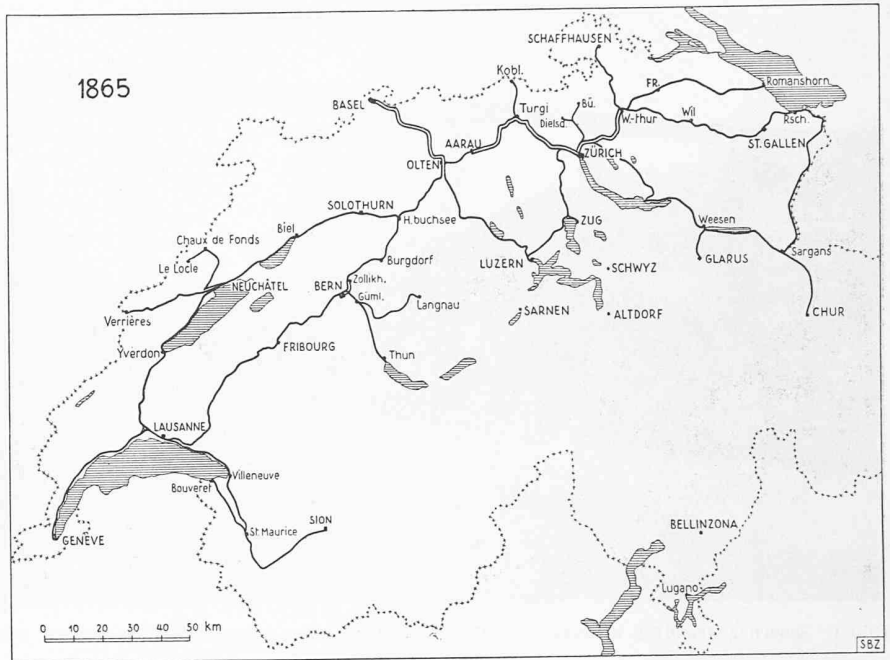 1865
SCHAFFHAUSEN
Kobl.
BASEL
Turgi
Bü.
Dielsd.
FR.
Romanshorn
W.-thur
Wil
Rsch.
ST. GALLEN
AARAU
OLTEN
ZÜRICH
SOLOTHURN
H. buchsee
Biel
ZUG
Weesen
Sargans
Chaux de Fonds
Le Locle
Burgdorf
LUZERN
SCHWYZ
GLARUS
NEUCHÂTEL
Zollikh.
BERN
Güml.
Langnau
SARNEN
ALTDORF
CHUR
Verrières
Yverdon
FRIBOURG
Thun
LAUSANNE
Villeneuve
Bouveret
St. Maurice
SION
GENÈVE
BELLINZONA
Lugano
0 10 20 30 40 50 km
SBZ